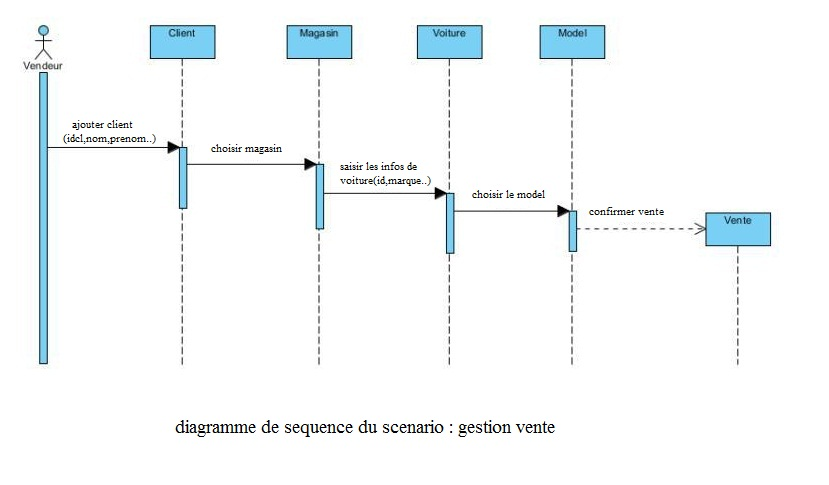 Client
Magasin
Voiture
Model
Vendeur
ajouter client
(idcl,nom,prenom..)
choisir magasin
saisir les infos de
voiture(id,marque..)
choisir le model
confirmer vente
Vente
diagramme de sequence du scenario : gestion vente